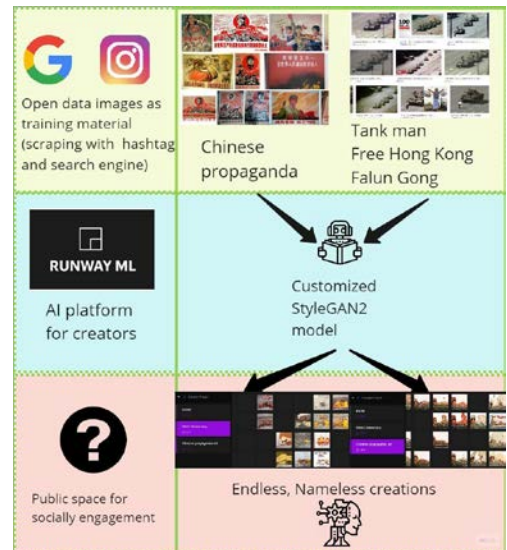 Open data images as
training material
(scraping with hashtag
and search engine)
Chinese
propaganda
Tank man
Free Hong Kong
Falun Gong
RUNWAY ML
AI platform
for creators
Customized
StyleGAN2
model
?
Public space for
socially engagement
Endless, Nameless creations